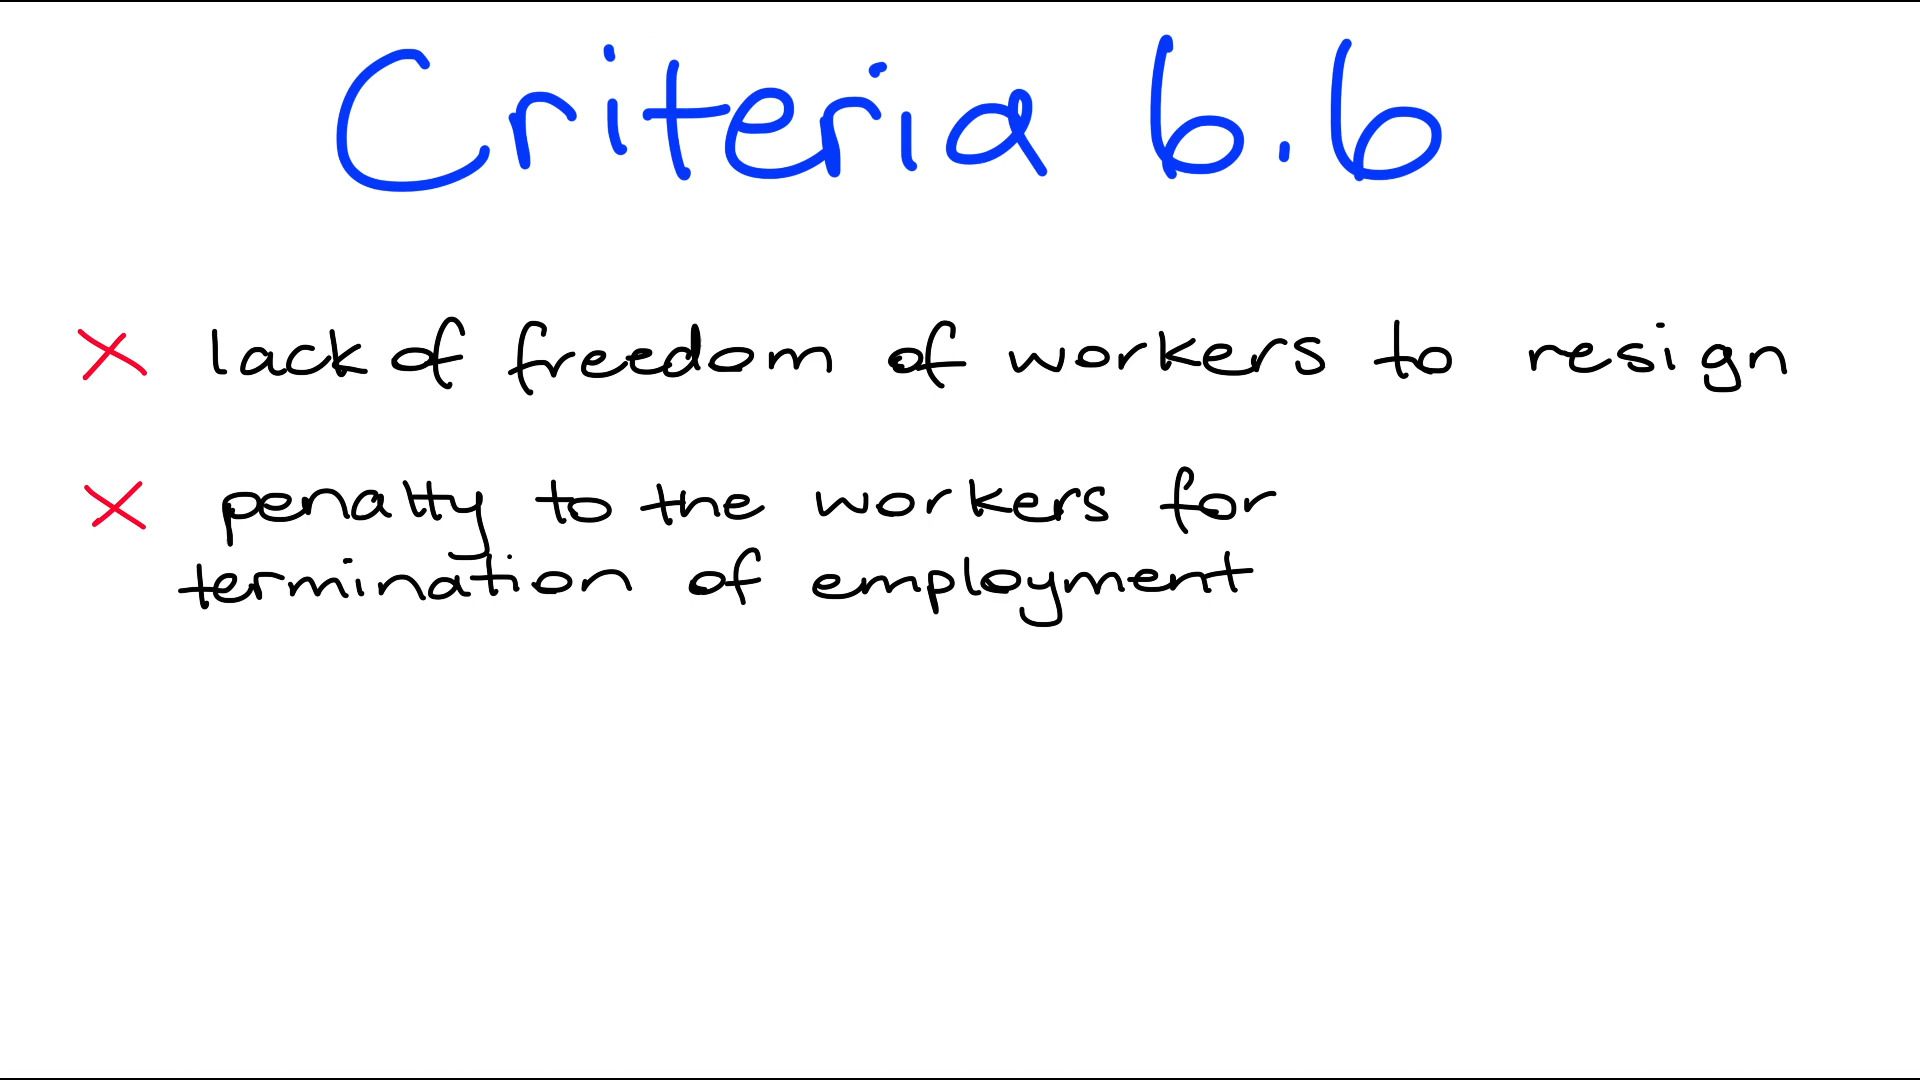 Criteria 6.6
× lack of freedom of workers to resign
× penalty to the workers for
termination of employment